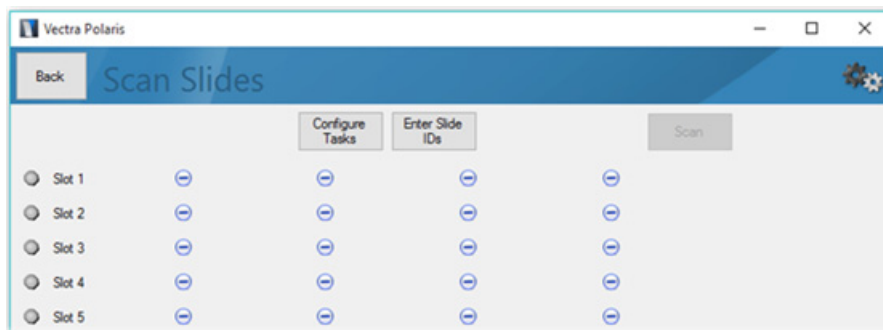 Vectra Polaris
Back
Scan Slides
Configure
Tasks
Enter Slide
IDs
Scan
Slot 1
Slot 2
Slot 3
Slot 4
Slot 5